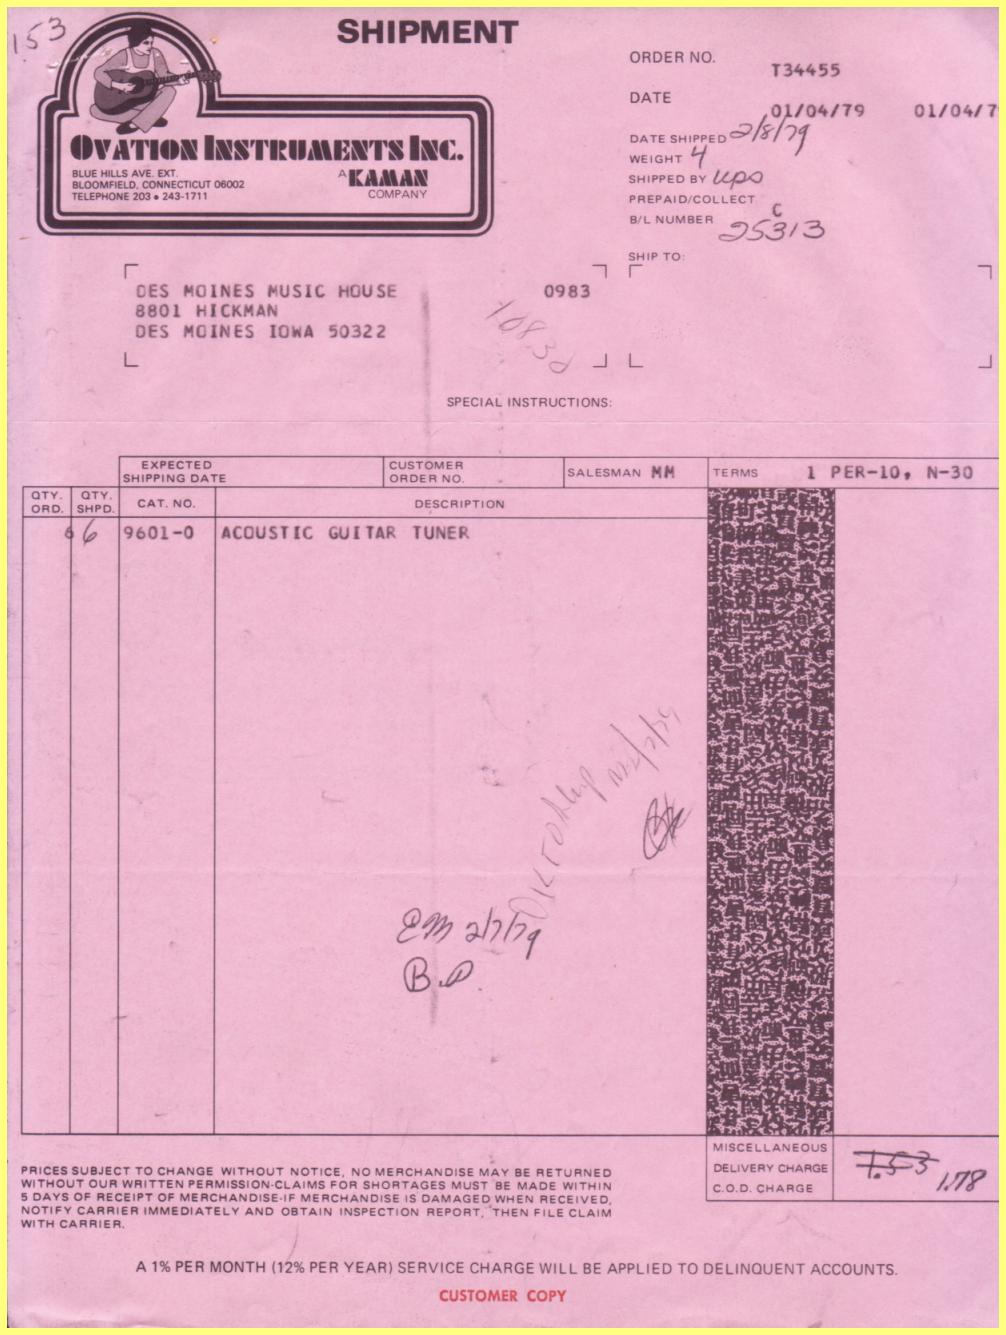 153
SHIPMENT
OVATION INSTRUMENTS INC.
BLUE HILLS AVE. EXT.
BLOOMFIELD, CONNECTICUT 06002
TELEPHONE 203 • 243-1711
A KAMAN
COMPANY
ORDER NO. T34455
DATE 01/04/79 01/04/7
DATE SHIPPED 2/8/79
WEIGHT 4
SHIPPED BY ups
PREPAID/COLLECT C
B/L NUMBER 25313
SHIP TO:
DES MOINES MUSIC HOUSE 0983
8801 HICKMAN
DES MOINES IOWA 50322
SPECIAL INSTRUCTIONS:
EXPECTED SHIPPING DATE
CUSTOMER ORDER NO.
SALESMAN MM
TERMS 1 PER-10, N-30
QTY. ORD.
QTY. SHPD.
CAT. NO.
DESCRIPTION
6 6 9601-0 ACOUSTIC GUITAR TUNER
EM 2/7/79
B.O.
MISCELLANEOUS
DELIVERY CHARGE
C.O.D. CHARGE
1.53
1.78
PRICES SUBJECT TO CHANGE WITHOUT NOTICE, NO MERCHANDISE MAY BE RETURNED
WITHOUT OUR WRITTEN PERMISSION-CLAIMS FOR SHORTAGES MUST BE MADE WITHIN
5 DAYS OF RECEIPT OF MERCHANDISE-IF MERCHANDISE IS DAMAGED WHEN RECEIVED,
NOTIFY CARRIER IMMEDIATELY AND OBTAIN INSPECTION REPORT, THEN FILE CLAIM
WITH CARRIER.
A 1% PER MONTH (12% PER YEAR) SERVICE CHARGE WILL BE APPLIED TO DELINQUENT ACCOUNTS.
CUSTOMER COPY